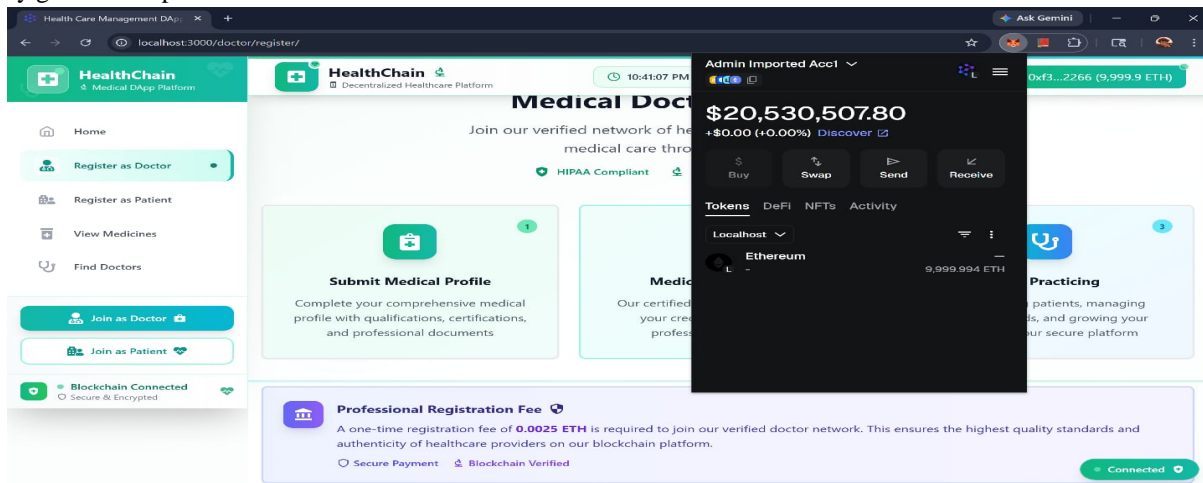 Health Care Management DAp
Ask Gemini
localhost:3000/doctor/register/
HealthChain
Medical DApp Platform
Home
Register as Doctor
Register as Patient
View Medicines
Find Doctors
Join as Doctor
Join as Patient
Blockchain Connected
Secure & Encrypted
HealthChain
Decentralized Healthcare Platform
10:41:07 PM
0xf3...2266 (9,999.9 ETH)
Medical Doct
Join our verified network of he
medical care thro
HIPAA Compliant
1
Submit Medical Profile
Complete your comprehensive medical
profile with qualifications, certifications,
and professional documents
Medic
Our certified
your cre
profes
3
Practicing
patients, managing
ds, and growing your
ur secure platform
Admin Imported Acc1
L
$20,530,507.80
+$0.00 (+0.00%) Discover
$
Buy
Swap
Send
Receive
Tokens DeFi NFTs Activity
Localhost
Ethereum
L
-
—
9,999.994 ETH
Professional Registration Fee
A one-time registration fee of 0.0025 ETH is required to join our verified doctor network. This ensures the highest quality standards and
authenticity of healthcare providers on our blockchain platform.
Secure Payment Blockchain Verified
Connected